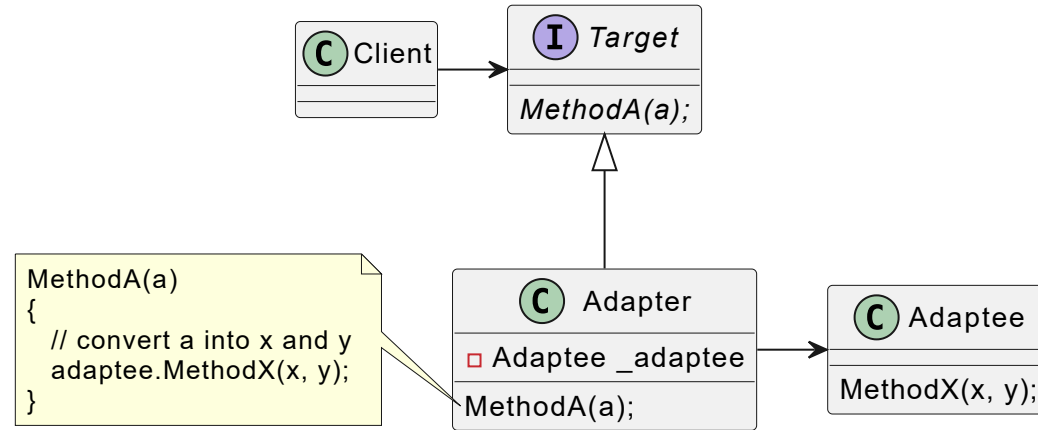 C Client
I Target
MethodA(a);
MethodA(a)
{
// convert a into x and y
adaptee.MethodX(x, y);
}
C Adapter
Adaptee _adaptee
MethodA(a);
C Adaptee
MethodX(x, y);